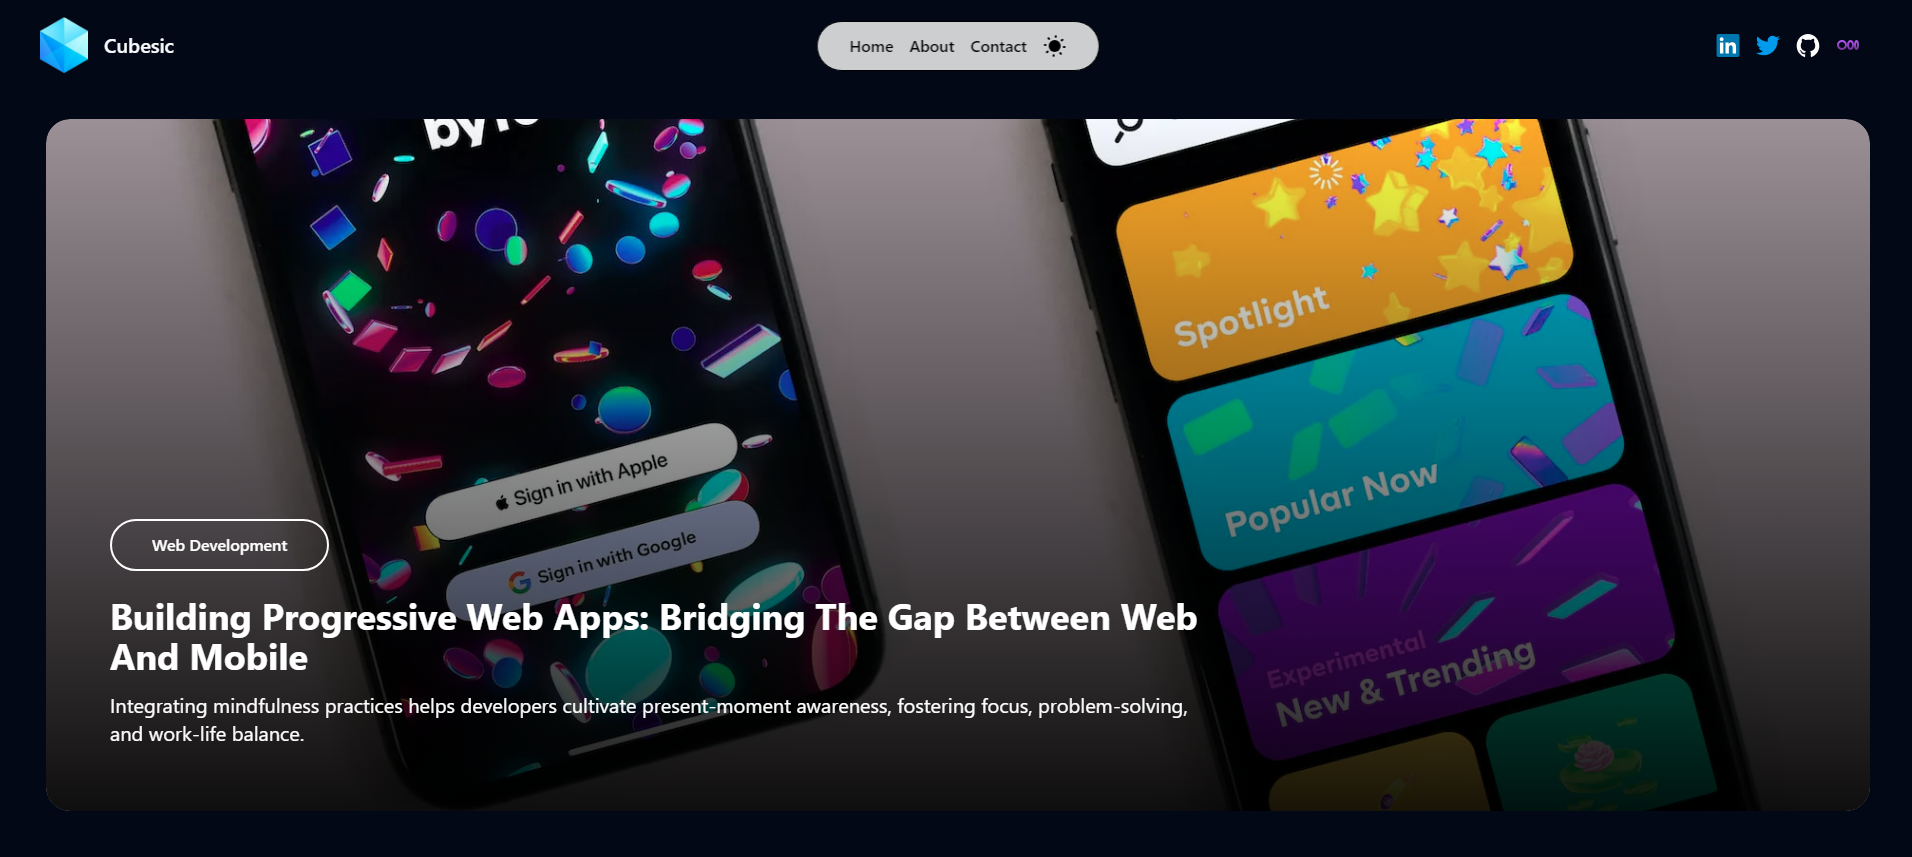 Cubesic
Home About Contact
in
Spotlight
Sign in with Apple
Popular Now
Sign in with Google
Web Development
Experimental
New & Trending
Building Progressive Web Apps: Bridging The Gap Between Web
And Mobile
Integrating mindfulness practices helps developers cultivate present-moment awareness, fostering focus, problem-solving,
and work-life balance.